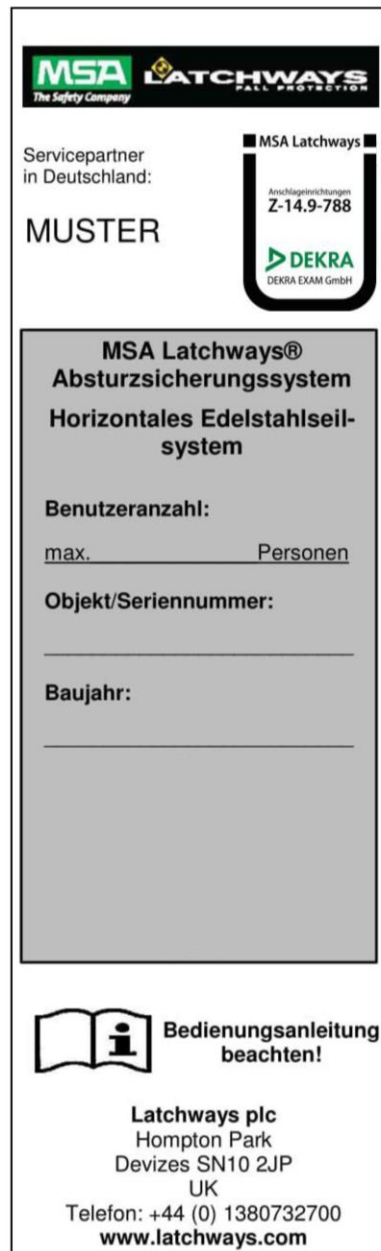 MSA
The Safety Company
LATCHWAYS
FALL PROTECTION
Servicepartner
in Deutschland:
MUSTER
MSA Latchways
Anschlageinrichtungen
Z-14.9-788
DEKRA
DEKRA EXAM GmbH
MSA Latchways®
Absturzsicherungssystem
Horizontales Edelstahlseil-
system
Benutzeranzahl:
max. Personen
Objekt/Seriennummer:
Baujahr:
i
Bedienungsanleitung
beachten!
Latchways plc
Hompton Park
Devizes SN10 2JP
UK
Telefon: +44 (0) 1380732700
www.latchways.com